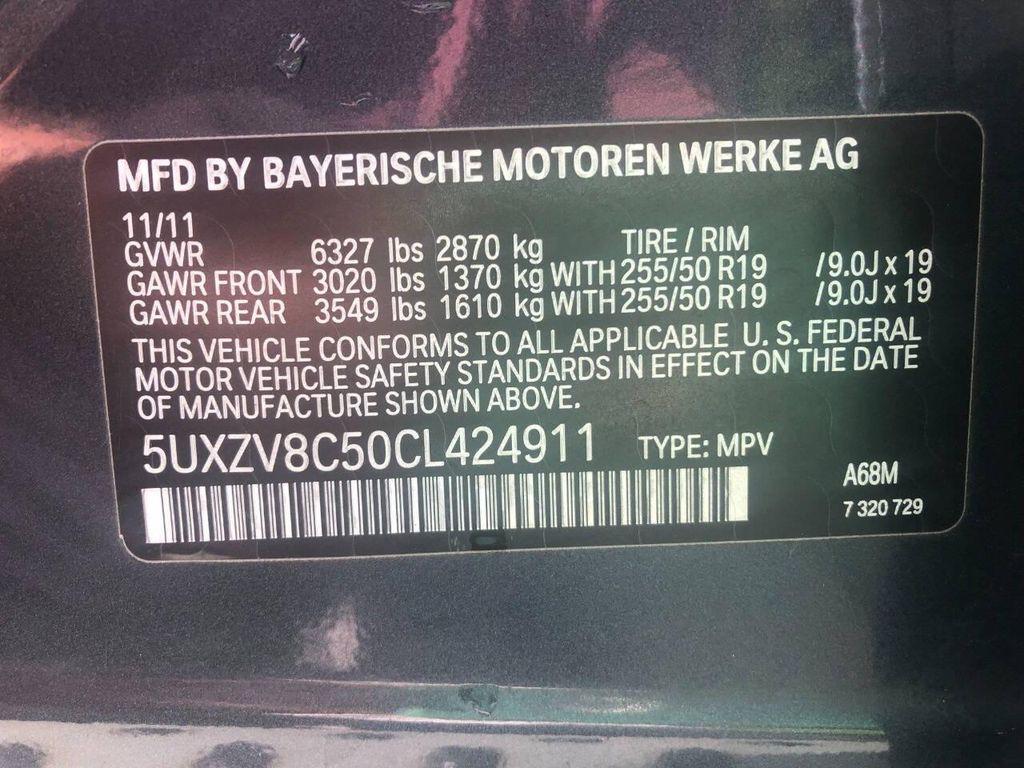 MFD BY BAYERISCHE MOTOREN WERKE AG
11/11
GVWR 6327 lbs 2870 kg TIRE / RIM
GAWR FRONT 3020 lbs 1370 kg WITH 255/50 R19 /9.0J x 19
GAWR REAR 3549 lbs 1610 kg WITH 255/50 R19 /9.0J x 19
THIS VEHICLE CONFORMS TO ALL APPLICABLE U. S. FEDERAL
MOTOR VEHICLE SAFETY STANDARDS IN EFFECT ON THE DATE
OF MANUFACTURE SHOWN ABOVE.
5UXZV8C50CL424911 TYPE: MPV
A68M
7 320 729